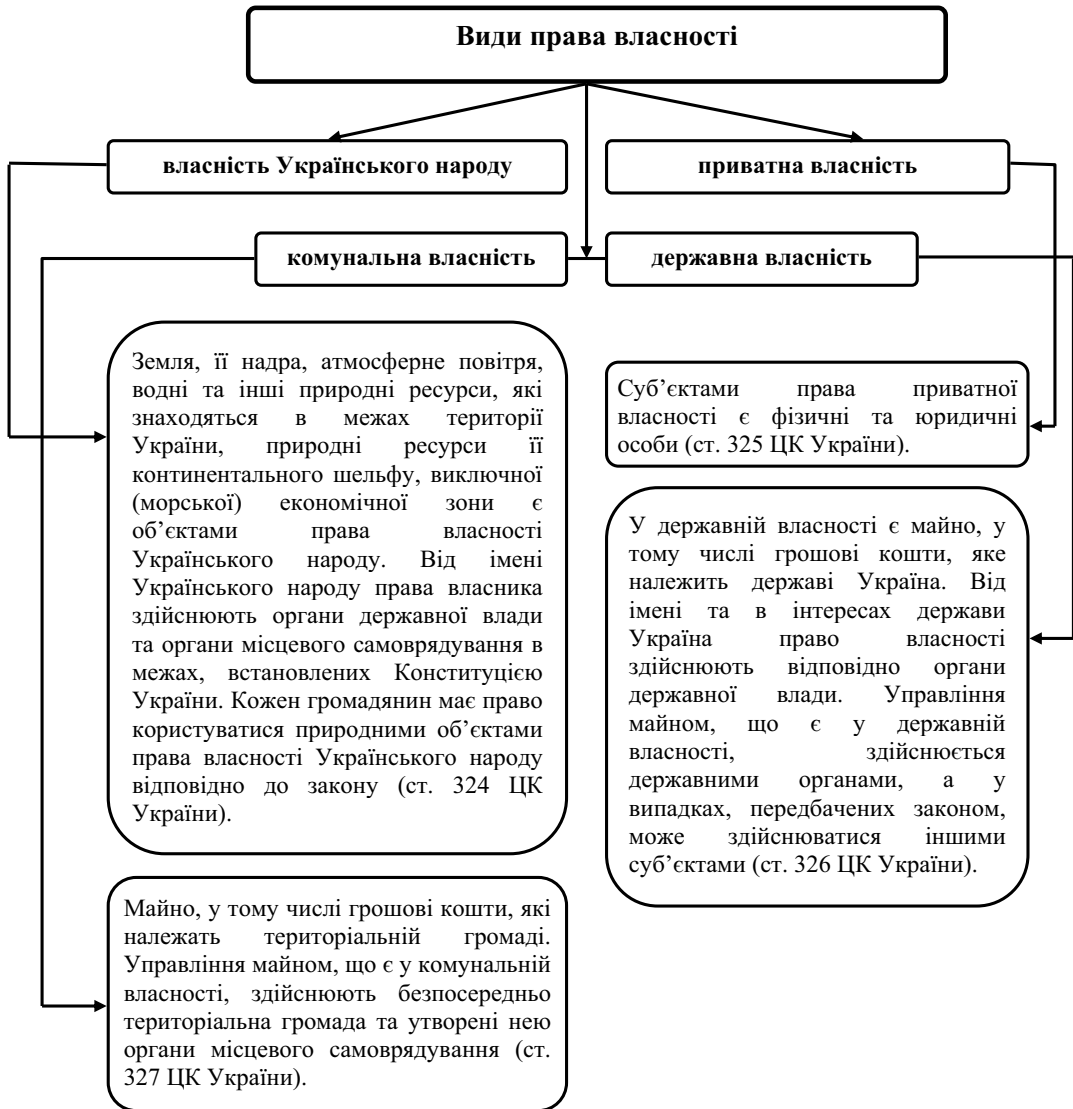 Види права власності
власність Українського народу
приватна власність
комунальна власність
державна власність
Земля, її надра, атмосферне повітря,
водні та інші природні ресурси, які
знаходяться в межах території
України, природні ресурси її
континентального шельфу, виключної
(морської) економічної зони є
об’єктами права власності
Українського народу. Від імені
Українського народу права власника
здійснюють органи державної влади
та органи місцевого самоврядування в
межах, встановлених Конституцією
України. Кожен громадянин має право
користуватися природними об’єктами
права власності Українського народу
відповідно до закону (ст. 324 ЦК
України).
Суб’єктами права приватної
власності є фізичні та юридичні
особи (ст. 325 ЦК України).
У державній власності є майно, у
тому числі грошові кошти, яке
належить державі Україна. Від
імені та в інтересах держави
Україна право власності
здійснюють відповідно органи
державної влади. Управління
майном, що є у державній
власності, здійснюється
державними органами, а у
випадках, передбачених законом,
може здійснюватися іншими
суб’єктами (ст. 326 ЦК України).
Майно, у тому числі грошові кошти, які
належать територіальній громаді.
Управління майном, що є у комунальній
власності, здійснюють безпосередньо
територіальна громада та утворені нею
органи місцевого самоврядування (ст.
327 ЦК України).